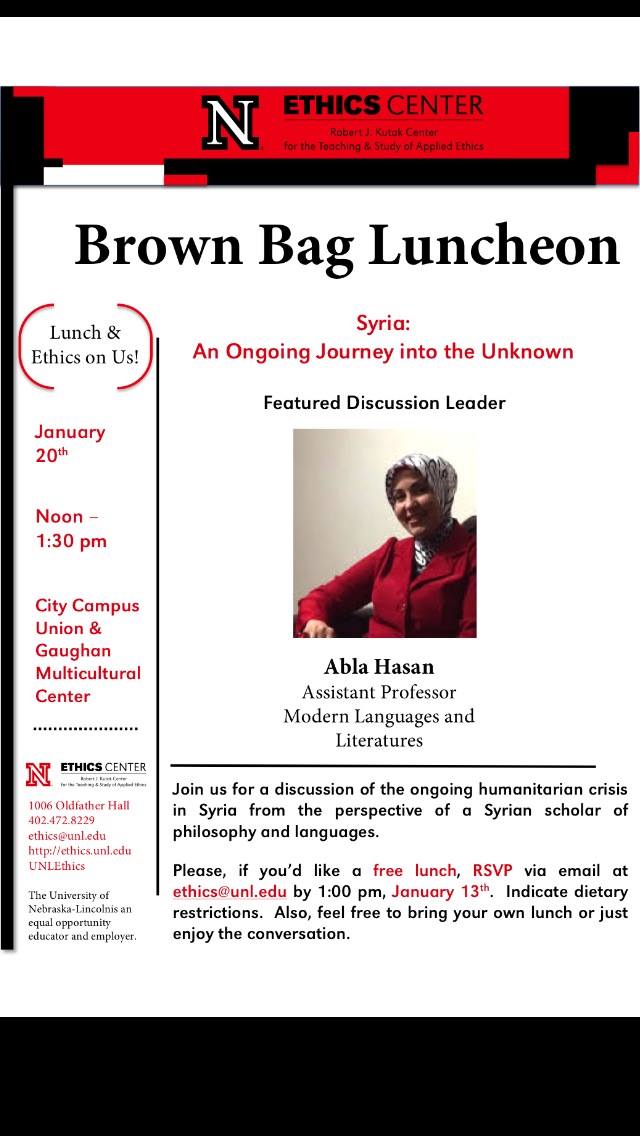 N
ETHICS CENTER
Robert J. Kutak Center
for the Teaching & Study of Applied Ethics
Brown Bag Luncheon
Lunch &
Ethics on Us!
January
20th
Noon –
1:30 pm
City Campus
Union &
Gaughan
Multicultural
Center
N ETHICS CENTER
Robert J. Kutak Center
for the Teaching & Study of Applied Ethics
1006 Oldfather Hall
402.472.8229
ethics@unl.edu
http://ethics.unl.edu
UNLEthics
The University of
Nebraska-Lincolnis an
equal opportunity
educator and employer.
Syria:
An Ongoing Journey into the Unknown
Featured Discussion Leader
Abla Hasan
Assistant Professor
Modern Languages and
Literatures
Join us for a discussion of the ongoing humanitarian crisis
in Syria from the perspective of a Syrian scholar of
philosophy and languages.
Please, if you'd like a free lunch, RSVP via email at
ethics@unl.edu by 1:00 pm, January 13th. Indicate dietary
restrictions. Also, feel free to bring your own lunch or just
enjoy the conversation.